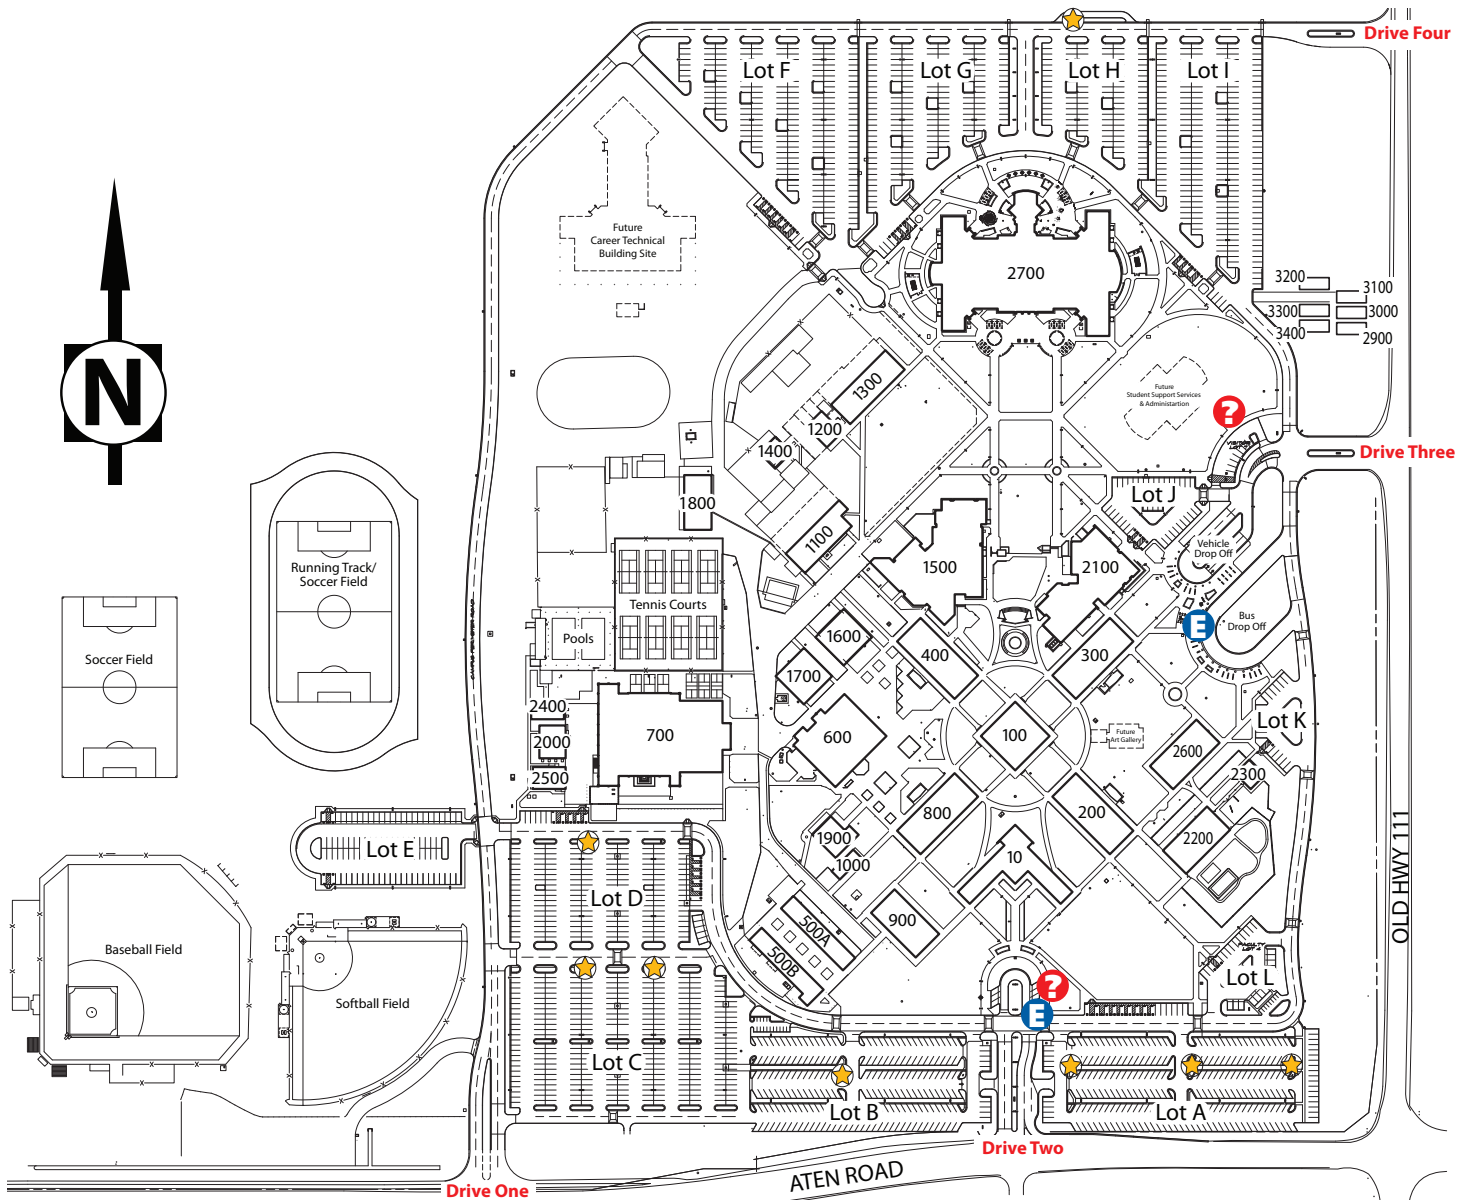 Drive Four
Lot F
Lot G
Lot H
Lot I
N
Future
Career Technical
Building Site
2700
3200
3100
3300
3000
3400
2900
1300
1200
1400
Future
Student Support Services
& Administartion
?
Drive Three
1800
1100
Lot J
Vehicle
Drop Off
1500
2100
Running Track/
Soccer Field
Tennis Courts
Pools
Soccer Field
1600
400
300
E
Bus
Drop Off
1700
2400
2000
2500
700
600
100
Future
Art Gallery
2600
Lot K
2300
800
200
2200
1900
1000
10
Lot E
Lot D
500A
500B
900
OLD HWY 111
Baseball Field
Softball Field
Lot L
?
E
Lot C
Lot B
Lot A
Drive Two
ATEN ROAD
Drive One